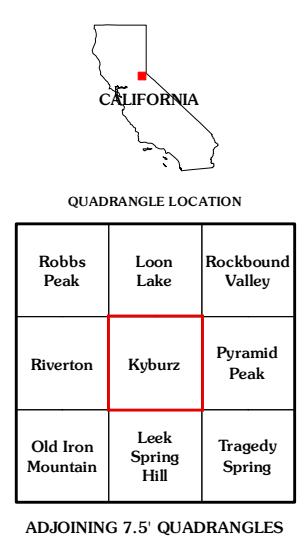 CALIFORNIA
QUADRANGLE LOCATION
Robbs
Peak
Loon
Lake
Rockbound
Valley
Riverton
Kyburz
Pyramid
Peak
Old Iron
Mountain
Leek
Spring
Hill
Tragedy
Spring
ADJOINING 7.5' QUADRANGLES